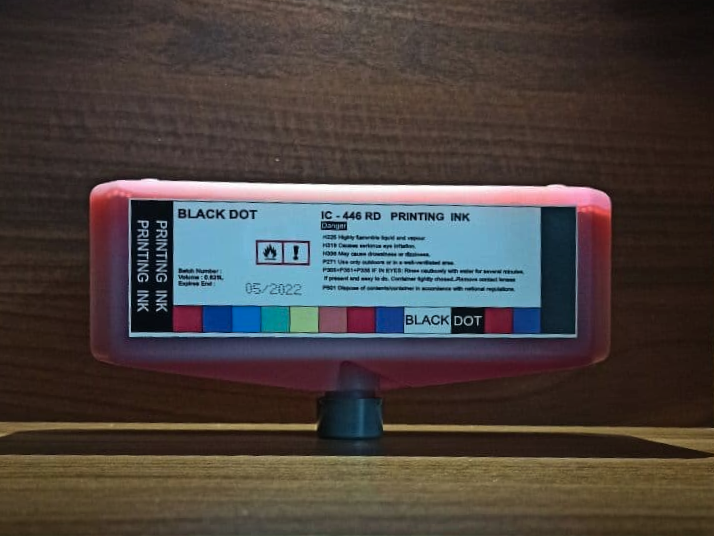 BLACK DOT
IC - 446 RD PRINTING INK
Danger
H225 Highly flammble liquid and vapour
H319 Causes serious eye irritation.
H336 May cause drowsiness or dizziness.
P271 Use only outdoors or in a well-ventilated area.
P305+P351+P338 IF IN EYES: Rinse cautiously with water for several minutes,
if present and easy to do. Container tightly closed..Remove contact lenses
P501 Dispose of contents/container in accordance with national regulations.
Batch Number :
Volume : 0.825L
Expires End :
05/2022
PRINTING INK
PRINTING INK
BLACK DOT